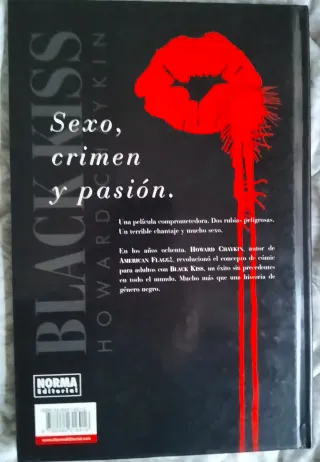 BLACK KISS
HOWARD CHAYKIN
Sexo,
crimen
y pasión.
Una película comprometedora. Dos rubias peligrosas.
Un terrible chantaje y mucho sexo.
En los años ochenta, HOWARD CHAYKIN, autor de
AMERICAN FLAGG!, revolucionó el concepto de cómic
para adultos con BLACK KISS, un éxito sin precedentes
en todo el mundo. Mucho más que una historia de
género negro.
NORMA
Editorial